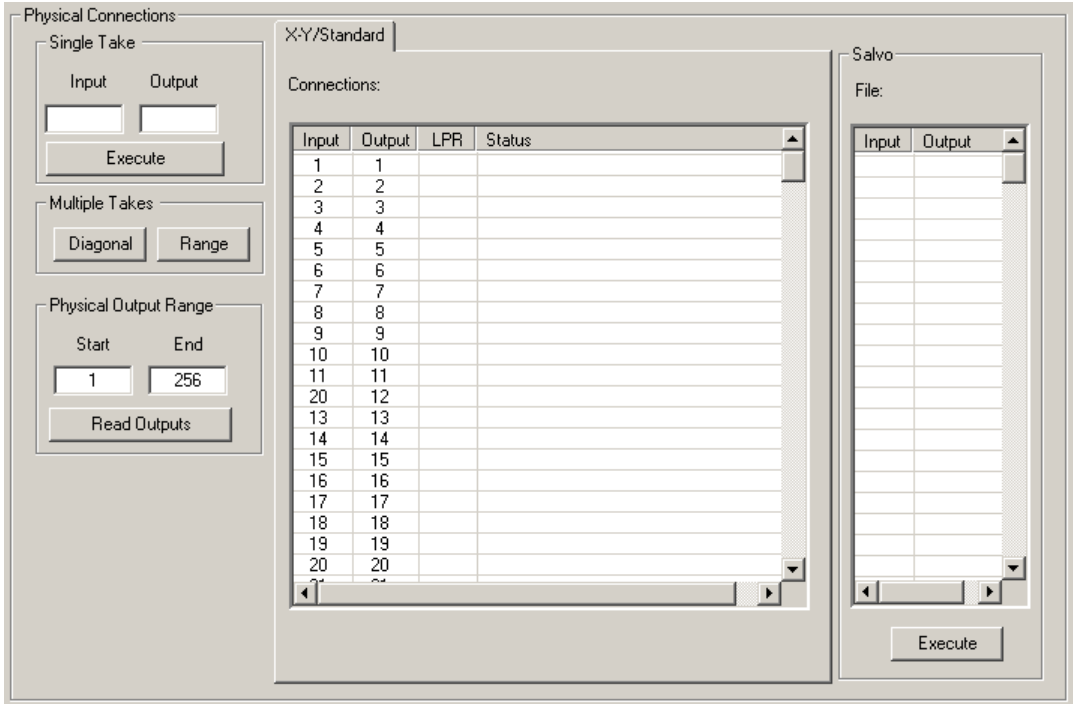 Physical Connections
Single Take
Input Output
Execute
Multiple Takes
Diagonal Range
Physical Output Range
Start End
1 256
Read Outputs
X-Y/Standard
Connections:
Input Output LPR Status
1 1
2 2
3 3
4 4
5 5
6 6
7 7
8 8
9 9
10 10
11 11
20 12
13 13
14 14
15 15
16 16
17 17
18 18
19 19
20 20
Salvo
File:
Input Output
Execute